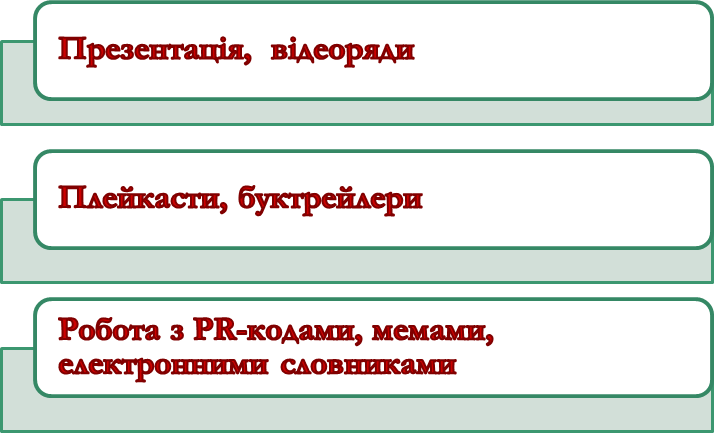 Презентація, відеоряди
Плейкасти, буктрейлери
Робота з PR-кодами, мемами,
електронними словниками